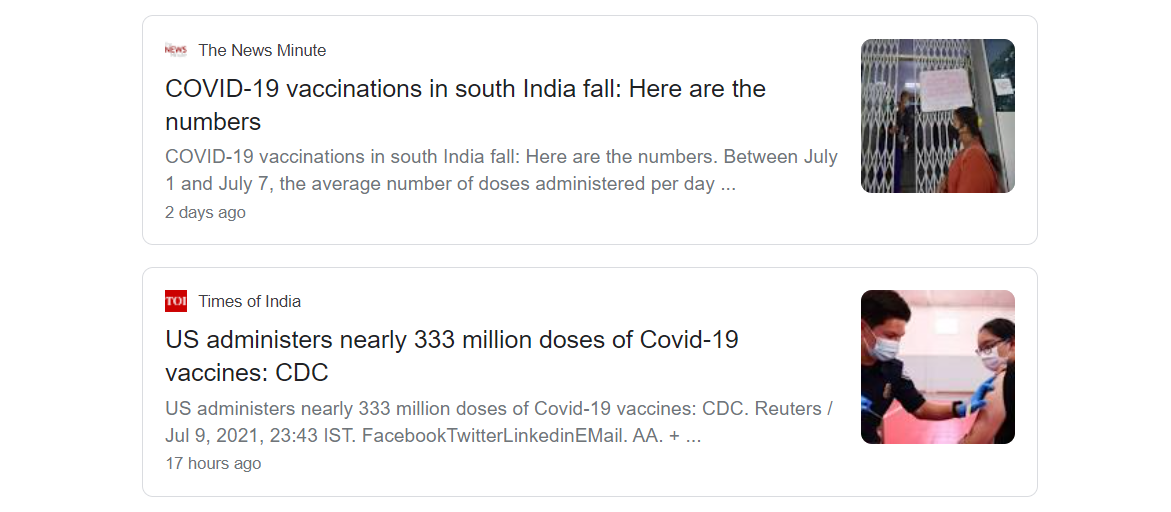 NEWS
The News Minute
COVID-19 vaccinations in south India fall: Here are the
numbers
COVID-19 vaccinations in south India fall: Here are the numbers. Between July
1 and July 7, the average number of doses administered per day ...
2 days ago
TOI
Times of India
US administers nearly 333 million doses of Covid-19
vaccines: CDC
US administers nearly 333 million doses of Covid-19 vaccines: CDC. Reuters /
Jul 9, 2021, 23:43 IST. FacebookTwitterLinkedinEMail. AA. + ...
17 hours ago